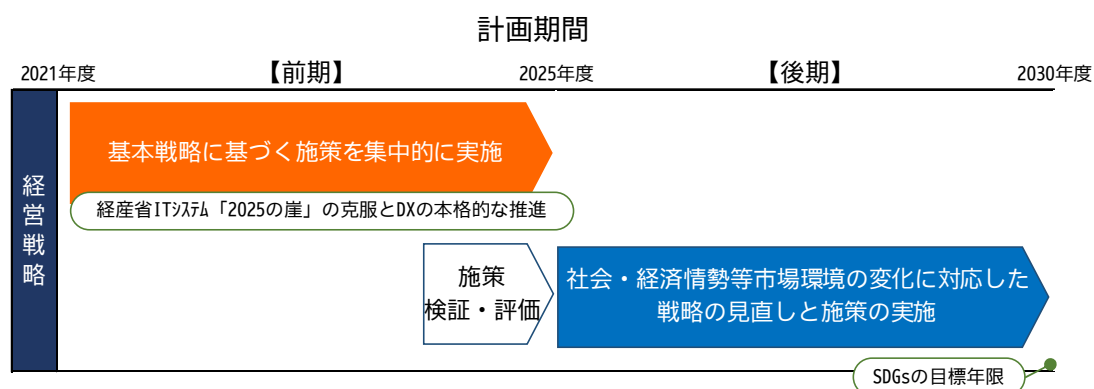 計画期間
2021年度
【前期】
2025年度
【後期】
2030年度
経営戦略
基本戦略に基づく施策を集中的に実施
経産省ITｼｽﾃﾑ「2025の崖」の克服とDXの本格的な推進
施策
検証・評価
社会・経済情勢等市場環境の変化に対応した
戦略の見直しと施策の実施
SDGsの目標年限